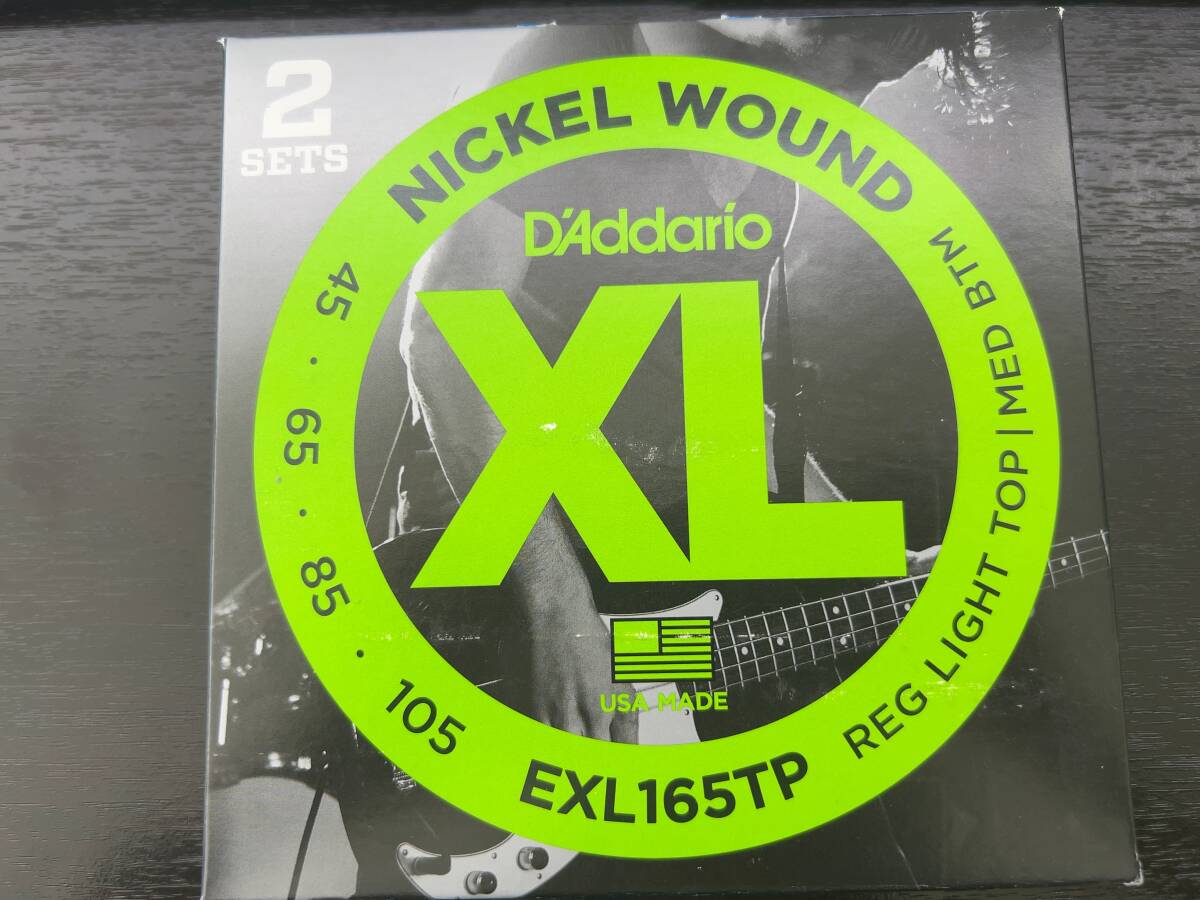 2
SETS
NICKEL WOUND
D'Addario
XL
USA MADE
45 · 65 · 85 · 105
EXL165TP
REG LIGHT TOP | MED BTM